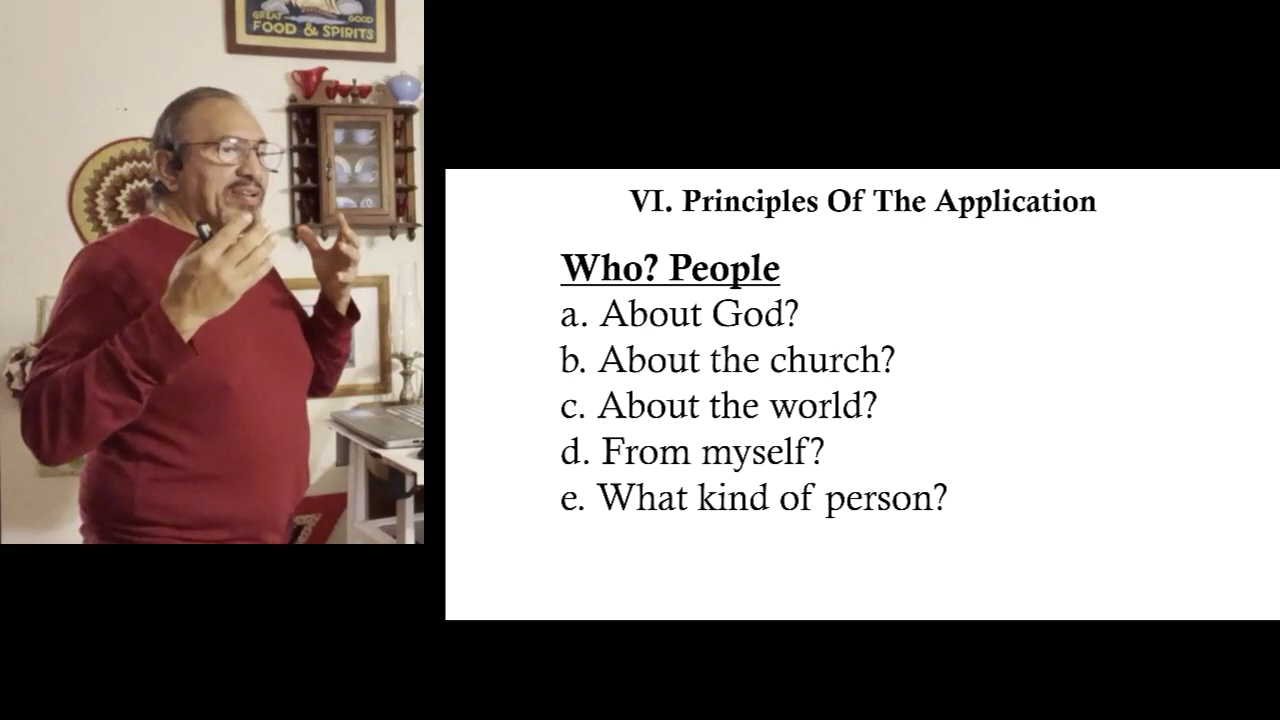 GREAT GOOD
FOOD & SPIRITS
VI. Principles Of The Application
Who? People
a. About God?
b. About the church?
c. About the world?
d. From myself?
e. What kind of person?